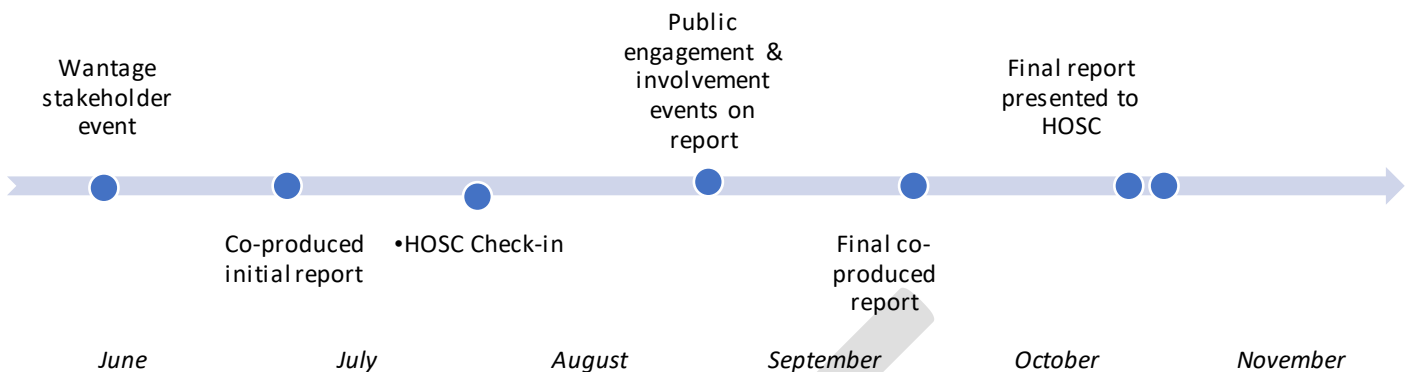 Wantage
stakeholder
event
Public
engagement &
involvement
events on
report
Final report
presented to
HOSC
Co-produced
initial report
•HOSC Check-in
Final co-
produced
report
June
July
August
September
October
November